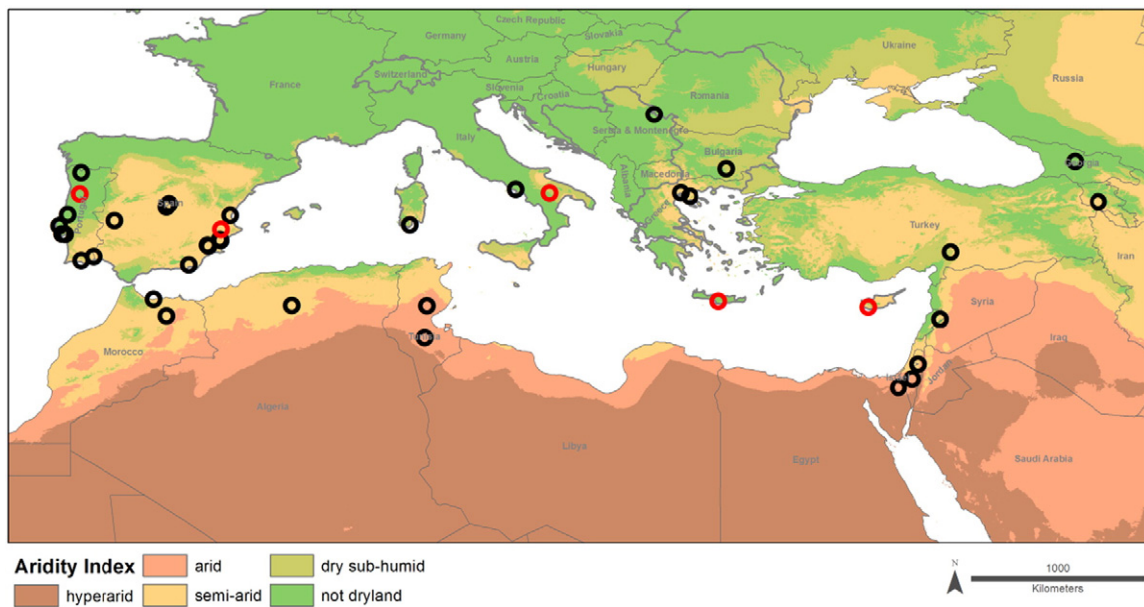 Czech Republic
Ukraine
Germany
Slovakia
Austria
Hungary
Russia
Switzerland
France
Slovenia
Romania
Croatia
Italy
Serbia & Montenegro
Bulgaria
Georgia
Macedonia
Albania
Spain
Portugal
Greece
Turkey
Iran
Syria
Tunisia
Iraq
Morocco
Jordan
Algeria
Libya
Egypt
Saudi Arabia
Aridity Index
arid
dry sub-humid
hyperarid
semi-arid
not dryland
N
1000
Kilometers